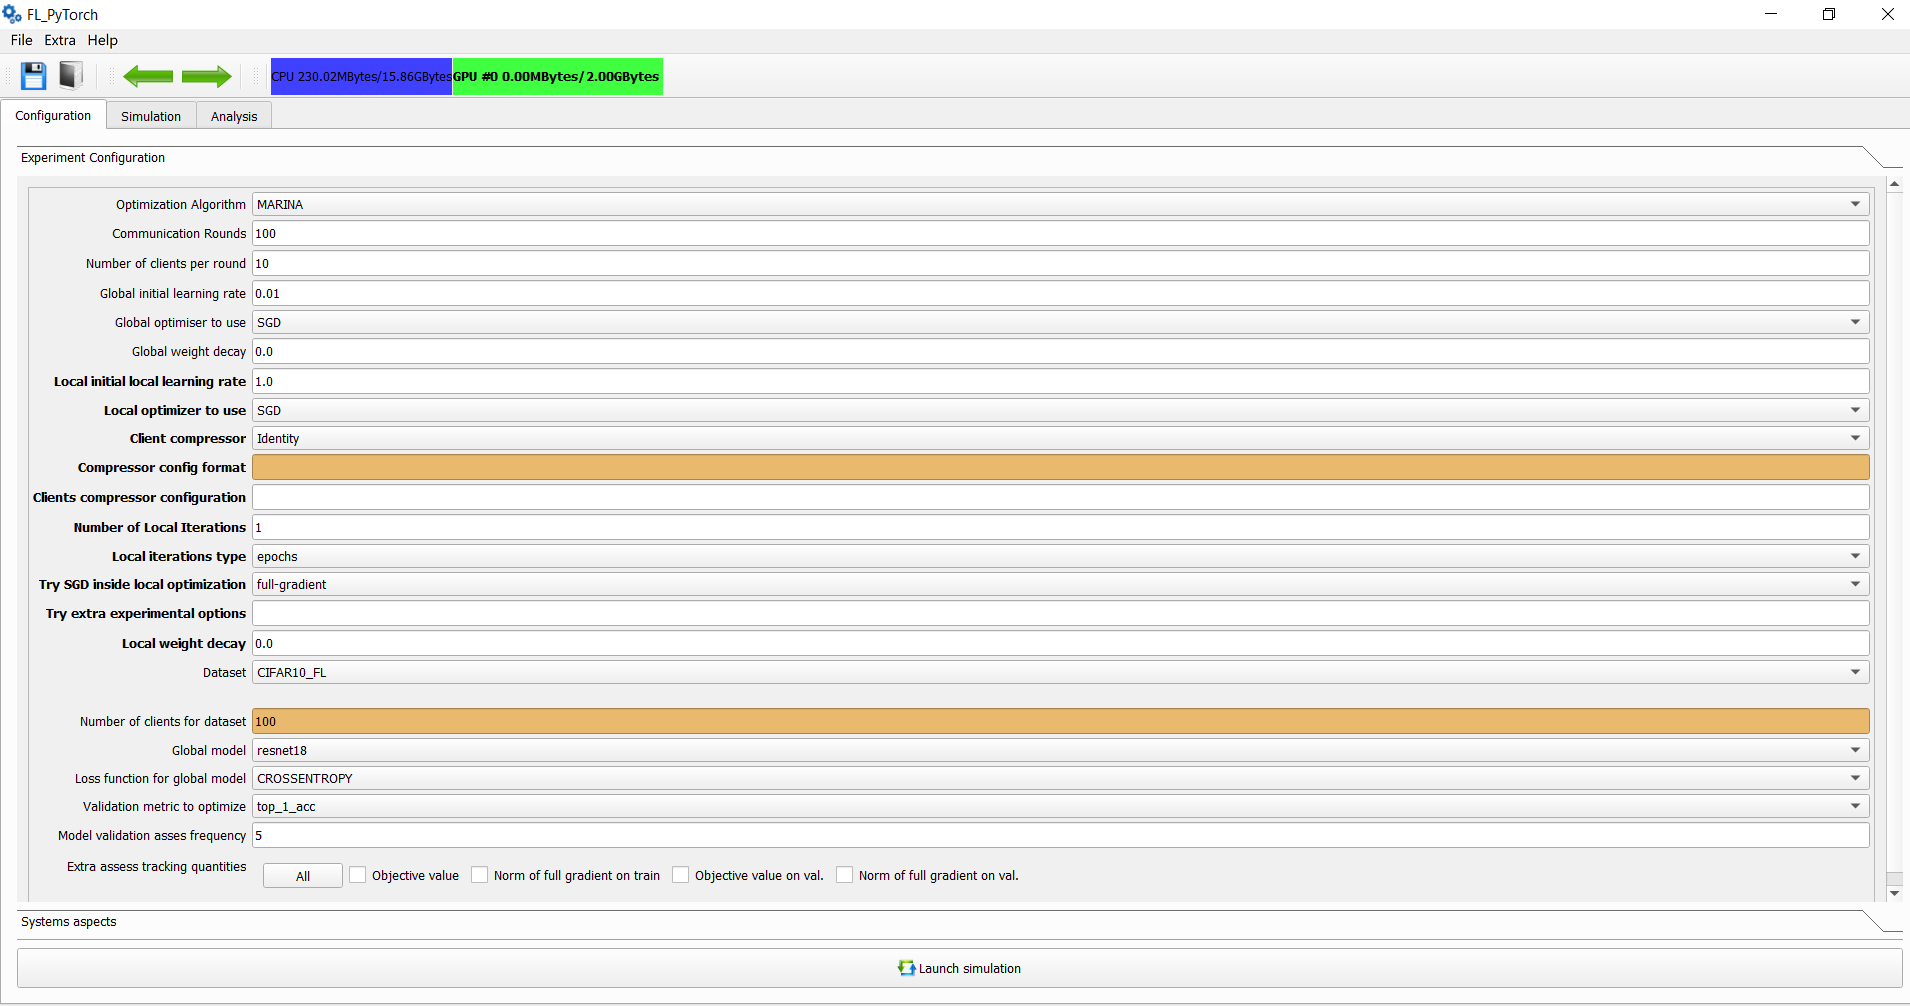 FL_PyTorch
File Extra Help
CPU 230.02MBytes/15.86GBytes GPU #0 0.00MBytes/2.00GBytes
Configuration Simulation Analysis
Experiment Configuration
Optimization Algorithm MARINA
Communication Rounds 100
Number of clients per round 10
Global initial learning rate 0.01
Global optimiser to use SGD
Global weight decay 0.0
Local initial local learning rate 1.0
Local optimizer to use SGD
Client compressor Identity
Compressor config format
Clients compressor configuration
Number of Local Iterations 1
Local iterations type epochs
Try SGD inside local optimization full-gradient
Try extra experimental options
Local weight decay 0.0
Dataset CIFAR10_FL
Number of clients for dataset 100
Global model resnet18
Loss function for global model CROSSENTROPY
Validation metric to optimize top_1_acc
Model validation asses frequency 5
Extra assess tracking quantities All Objective value Norm of full gradient on train Objective value on val. Norm of full gradient on val.
Systems aspects
Launch simulation